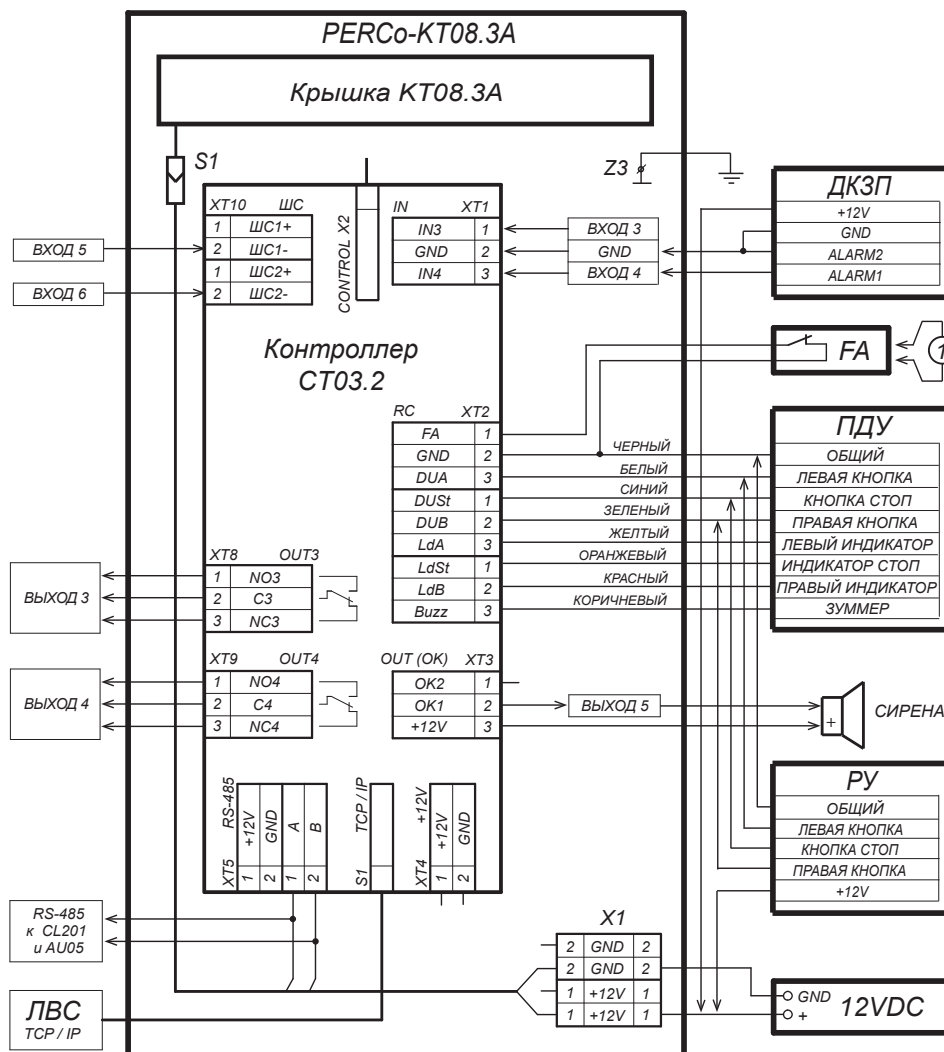 PERCo-KT08.3A
Крышка КТ08.3А
S1
Z3
XT10 ШС
1 ШС1+
2 ШС1-
1 ШС2+
2 ШС2-
ВХОД 5
ВХОД 6
CONTROL X2
IN XT1
IN3 1
GND 2
IN4 3
ВХОД 3
GND
ВХОД 4
ДКЗП
+12V
GND
ALARM2
ALARM1
Контроллер
CT03.2
FA
1
RC XT2
FA 1
GND 2
DUA 3
DUSt 1
DUB 2
LdA 3
LdSt 1
LdB 2
Buzz 3
ЧЕРНЫЙ
БЕЛЫЙ
СИНИЙ
ЗЕЛЕНЫЙ
ЖЕЛТЫЙ
ОРАНЖЕВЫЙ
КРАСНЫЙ
КОРИЧНЕВЫЙ
ПДУ
ОБЩИЙ
ЛЕВАЯ КНОПКА
КНОПКА СТОП
ПРАВАЯ КНОПКА
ЛЕВЫЙ ИНДИКАТОР
ИНДИКАТОР СТОП
ПРАВЫЙ ИНДИКАТОР
ЗУММЕР
XT8 OUT3
1 NO3
2 C3
3 NC3
ВЫХОД 3
XT9 OUT4
1 NO4
2 C4
3 NC4
ВЫХОД 4
OUT (OK) XT3
OK2 1
OK1 2
+12V 3
ВЫХОД 5
+
СИРЕНА
РУ
ОБЩИЙ
ЛЕВАЯ КНОПКА
КНОПКА СТОП
ПРАВАЯ КНОПКА
+12V
RS-485
XT5
1 +12V
2 GND
1 A
2 B
TCP / IP
S1
+12V
XT4
1 +12V
2 GND
RS-485
к CL201
и AU05
ЛВС
TCP / IP
X1
2 GND 2
2 GND 2
1 +12V 1
1 +12V 1
GND
+
12VDC